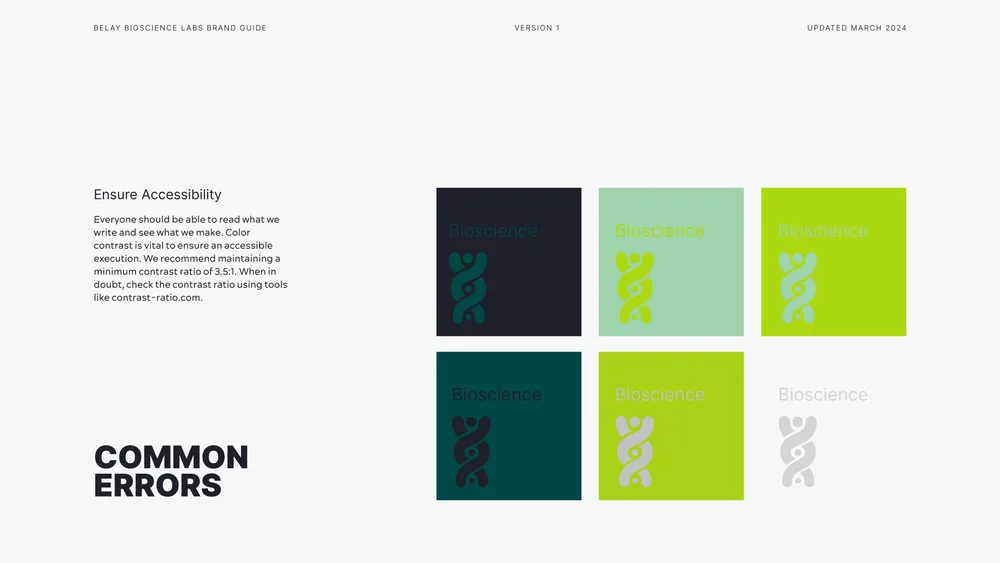 BELAY BIOSCIENCE LABS BRAND GUIDE
VERSION 1
UPDATED MARCH 2024
Ensure Accessibility
Everyone should be able to read what we
write and see what we make. Color
contrast is vital to ensure an accessible
execution. We recommend maintaining a
minimum contrast ratio of 3.5:1. When in
doubt, check the contrast ratio using tools
like contrast-ratio.com.
COMMON
ERRORS
Bioscience
Bioscience
Bioscience
Bioscience
Bioscience
Bioscience